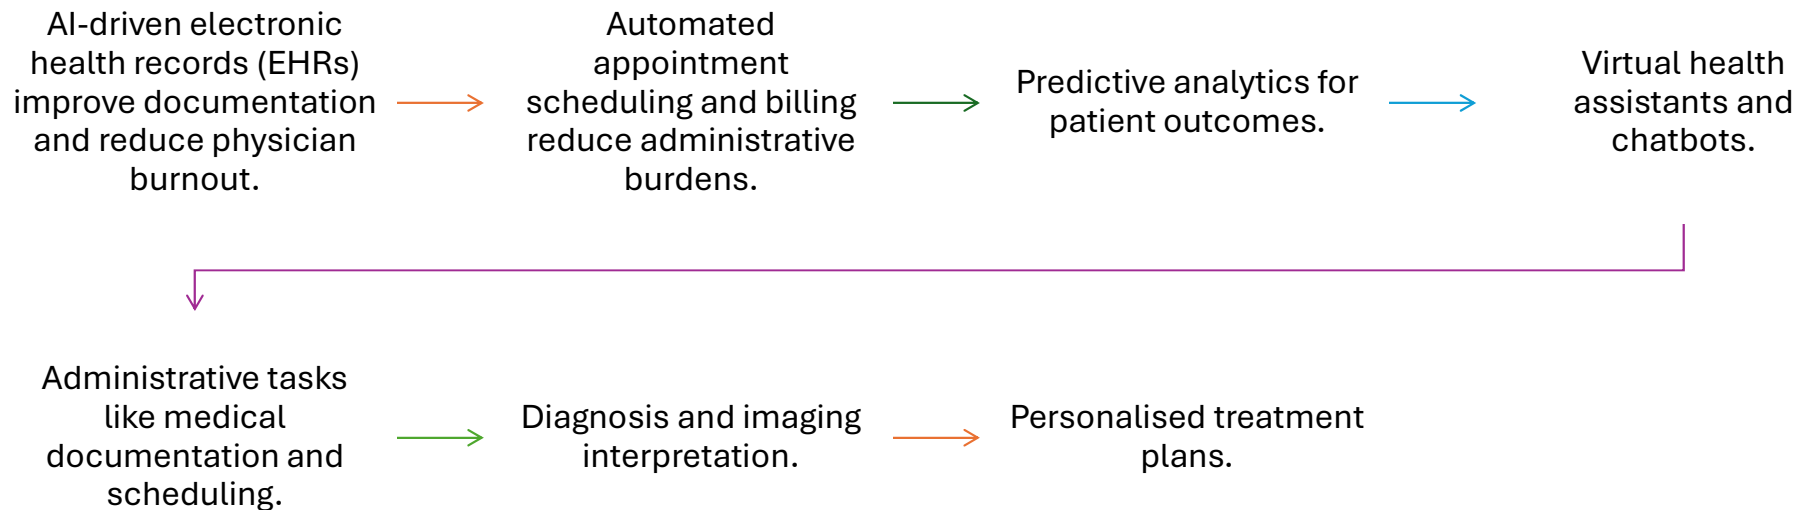 AI-driven electronic
health records (EHRs)
improve documentation
and reduce physician
burnout.
Automated
appointment
scheduling and billing
reduce administrative
burdens.
Predictive analytics for
patient outcomes.
Virtual health
assistants and
chatbots.
Administrative tasks
like medical
documentation and
scheduling.
Diagnosis and imaging
interpretation.
Personalised treatment
plans.